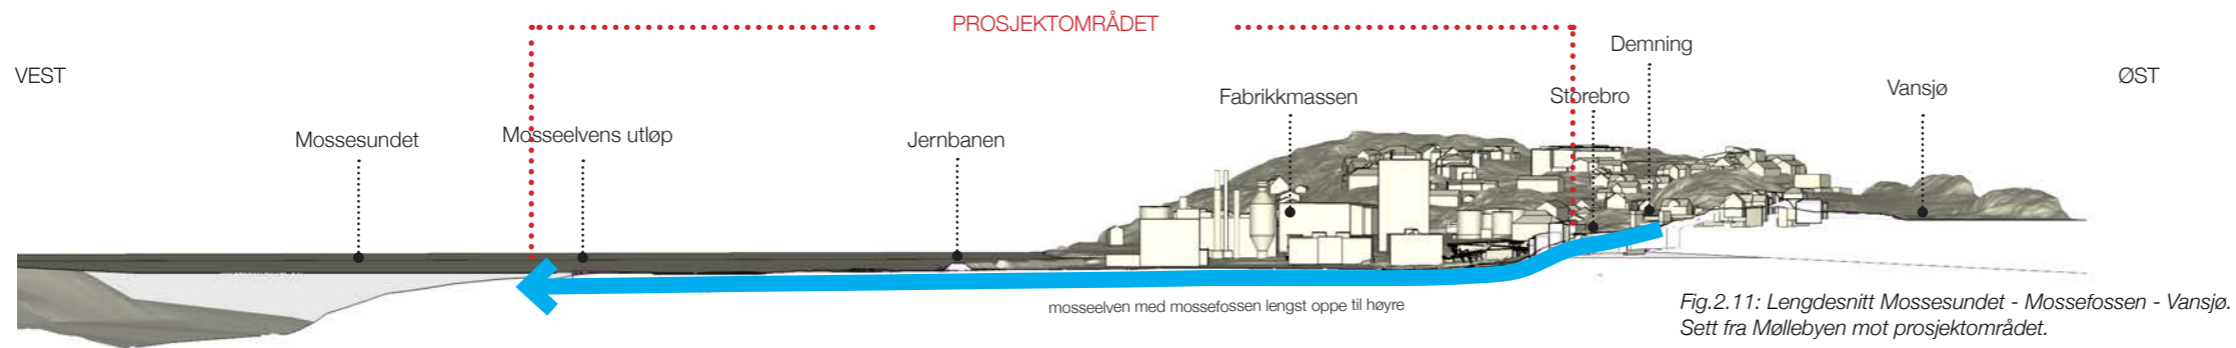 PROSJEKTOMRÅDET
Demning
VEST
ØST
Vansjø
Fabrikkmassen
Storebro
Mosseelvens utløp
Mossesundet
Jernbanen
mosseelven med mossefossen lengst oppe til høyre
Fig.2.11: Lengdesnitt Mossesundet - Mossefossen - Vansjø.
Sett fra Møllebyen mot prosjektområdet.